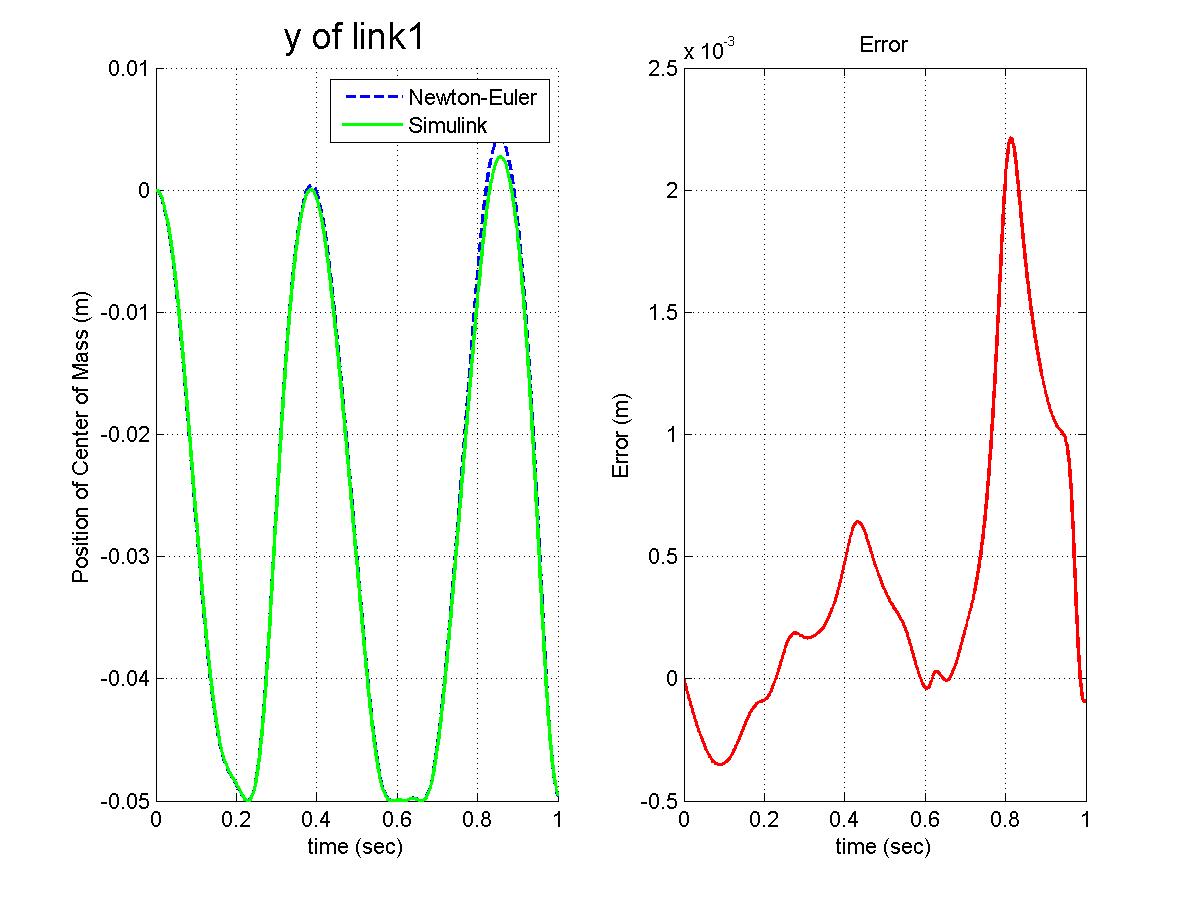 y of link1
0.01
0
-0.01
-0.02
-0.03
-0.04
-0.05
Position of Center of Mass (m)
Newton-Euler
Simulink
0 0.2 0.4 0.6 0.8 1
time (sec)
Error
x 10-3
2.5
2
1.5
1
0.5
0
-0.5
Error (m)
0 0.2 0.4 0.6 0.8 1
time (sec)